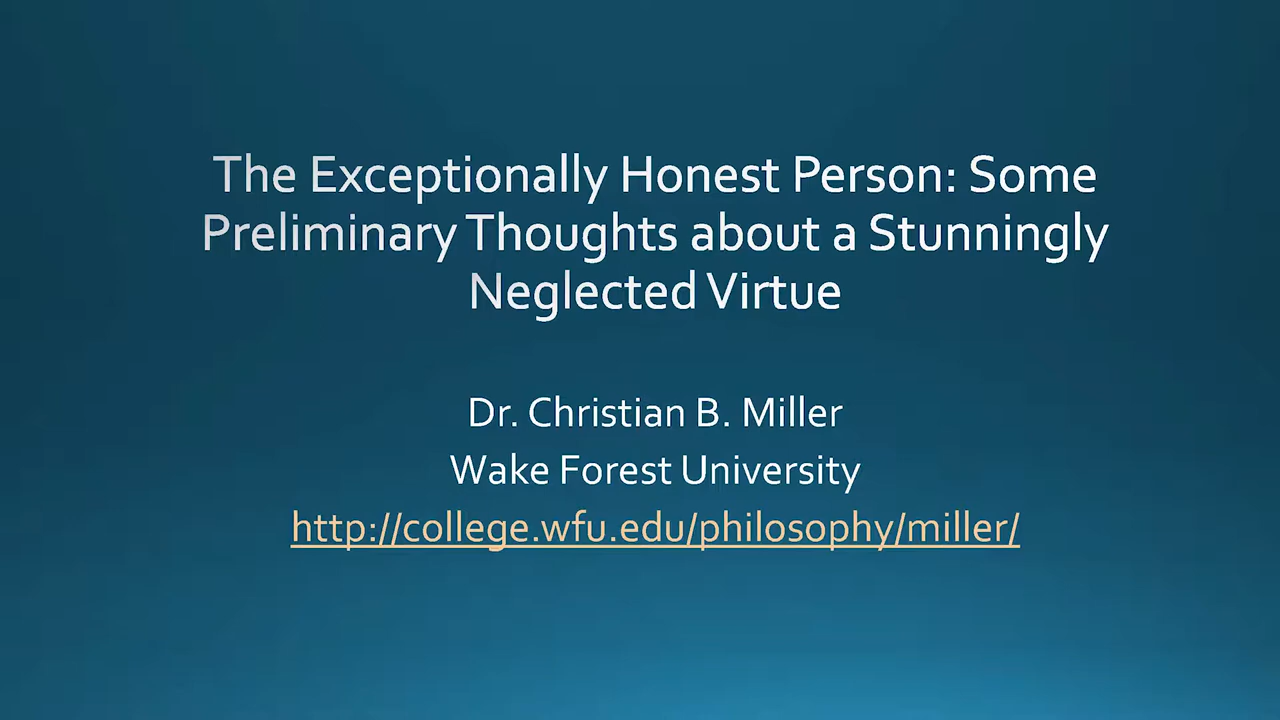 The Exceptionally Honest Person: Some
Preliminary Thoughts about a Stunningly
Neglected Virtue
Dr. Christian B. Miller
Wake Forest University
http://college.wfu.edu/philosophy/miller/